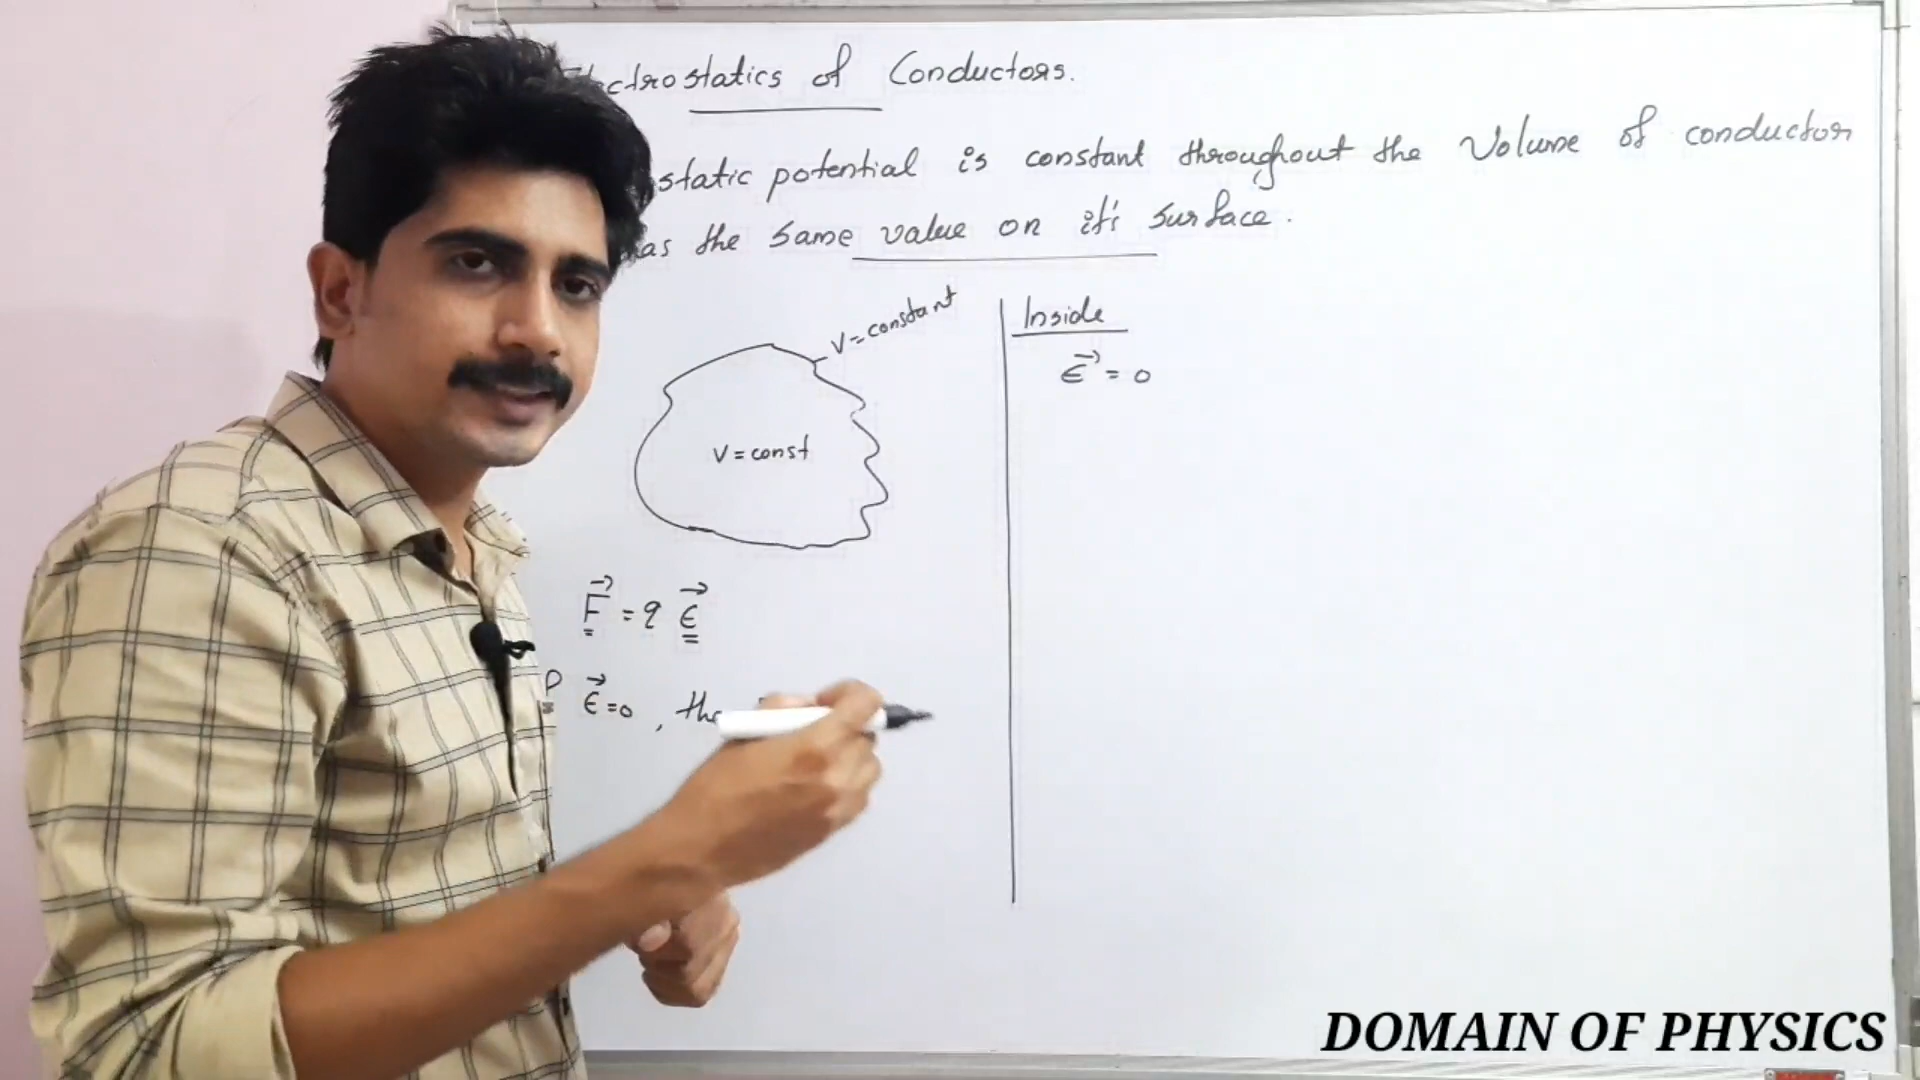 ctrostatics of Conductors.
static potential is constant throughout the Volume of conductor
as the same value on it's surface.
V = constant
V = const
F⃗ = q E⃗
E⃗ = 0 ,
Inside
E⃗ = 0
DOMAIN OF PHYSICS